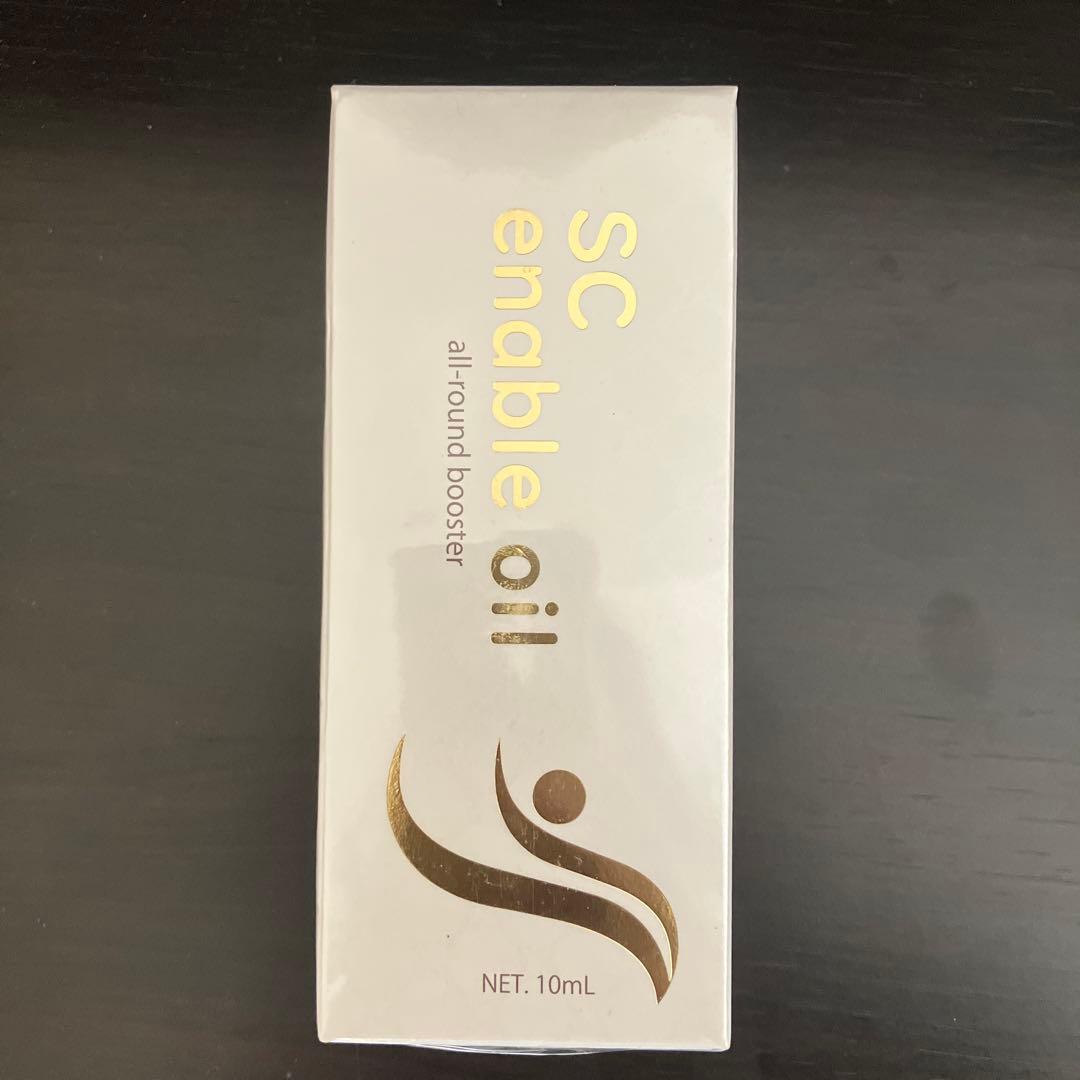 SC
enable oil
all-round booster
NET. 10mL